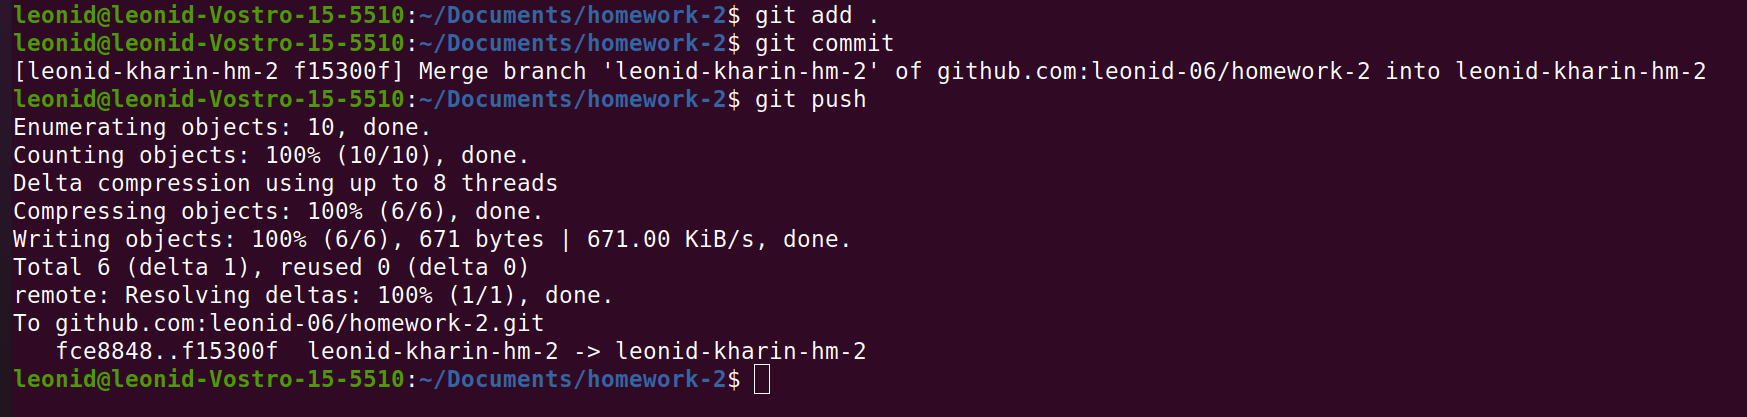 leonid@leonid-Vostro-15-5510:~/Documents/homework-2$ git add .
leonid@leonid-Vostro-15-5510:~/Documents/homework-2$ git commit
[leonid-kharin-hm-2 f15300f] Merge branch 'leonid-kharin-hm-2' of github.com:leonid-06/homework-2 into leonid-kharin-hm-2
leonid@leonid-Vostro-15-5510:~/Documents/homework-2$ git push
Enumerating objects: 10, done.
Counting objects: 100% (10/10), done.
Delta compression using up to 8 threads
Compressing objects: 100% (6/6), done.
Writing objects: 100% (6/6), 671 bytes | 671.00 KiB/s, done.
Total 6 (delta 1), reused 0 (delta 0)
remote: Resolving deltas: 100% (1/1), done.
To github.com:leonid-06/homework-2.git
   fce8848..f15300f  leonid-kharin-hm-2 -> leonid-kharin-hm-2
leonid@leonid-Vostro-15-5510:~/Documents/homework-2$